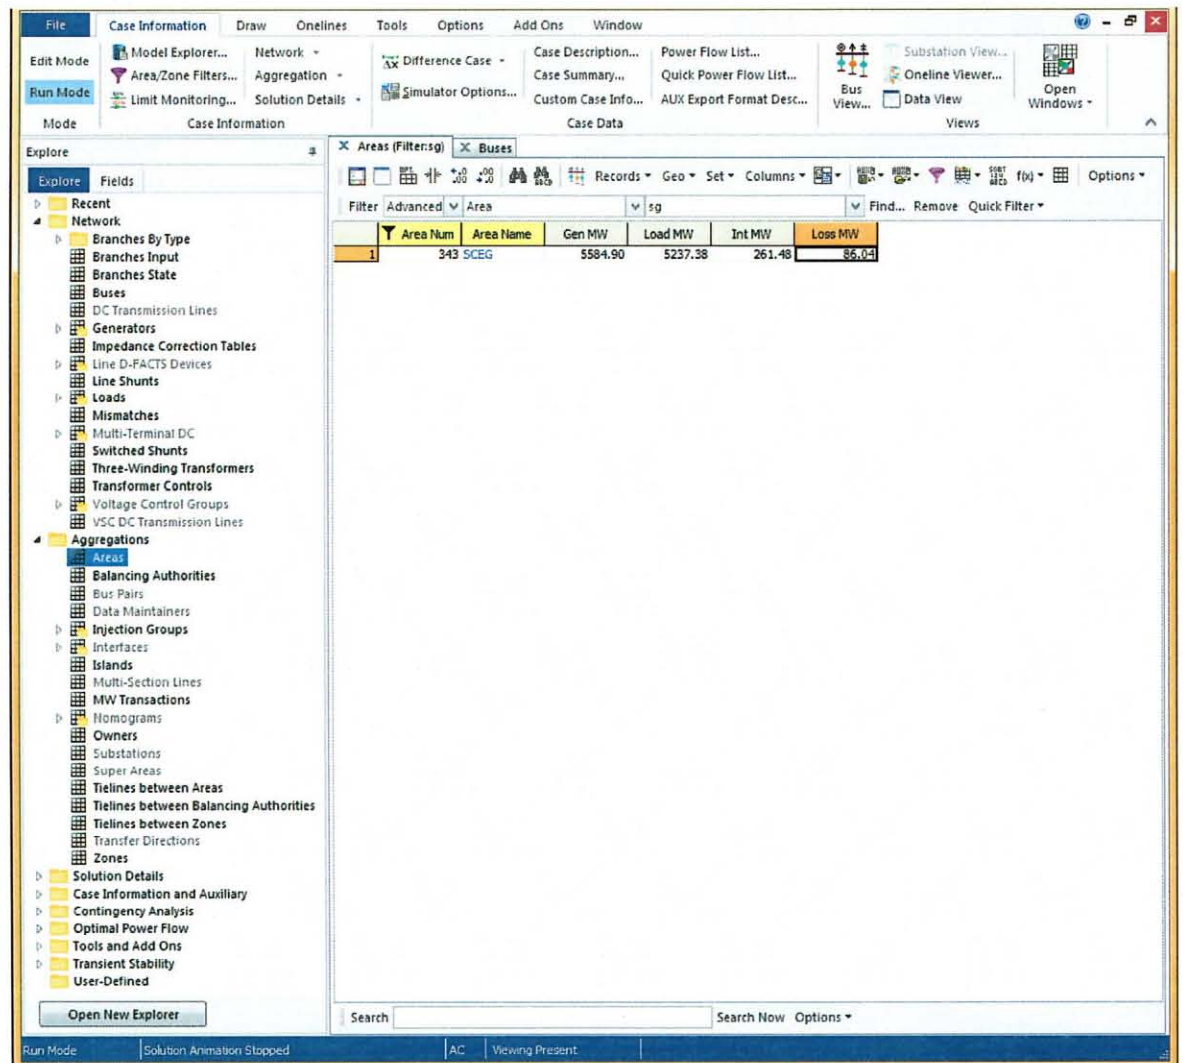 File Case Information Draw Onelines Tools Options Add Ons Window
Edit Mode
Run Mode
Mode
Model Explorer... Network
Area/Zone Filters... Aggregation
Limit Monitoring... Solution Details
Case Information
Difference Case
Simulator Options...
Case Description... Power Flow List...
Case Summary... Quick Power Flow List...
Custom Case Info... AUX Export Format Desc...
Case Data
Bus View...
Substation View...
Oneline Viewer...
Data View
Open Windows
Views
Explore
Explore Fields
Recent
Network
Branches By Type
Branches Input
Branches State
Buses
DC Transmission Lines
Generators
Impedance Correction Tables
Line D-FACTS Devices
Line Shunts
Loads
Mismatches
Multi-Terminal DC
Switched Shunts
Three-Winding Transformers
Transformer Controls
Voltage Control Groups
VSC DC Transmission Lines
Aggregations
Areas
Balancing Authorities
Bus Pairs
Data Maintainers
Injection Groups
Interfaces
Islands
Multi-Section Lines
MW Transactions
Nomograms
Owners
Substations
Super Areas
Tielines between Areas
Tielines between Balancing Authorities
Tielines between Zones
Transfer Directions
Zones
Solution Details
Case Information and Auxiliary
Contingency Analysis
Optimal Power Flow
Tools and Add Ons
Transient Stability
User-Defined
Open New Explorer
X Areas (Filter:sg) X Buses
Records Geo Set Columns f(x) Options
Filter Advanced Area sg Find... Remove Quick Filter
Area Num Area Name Gen MW Load MW Int MW Loss MW
1 343 SCEG 5584.90 5237.38 261.48 86.04
Search Search Now Options
Run Mode Solution Animation Stopped AC Viewing Present